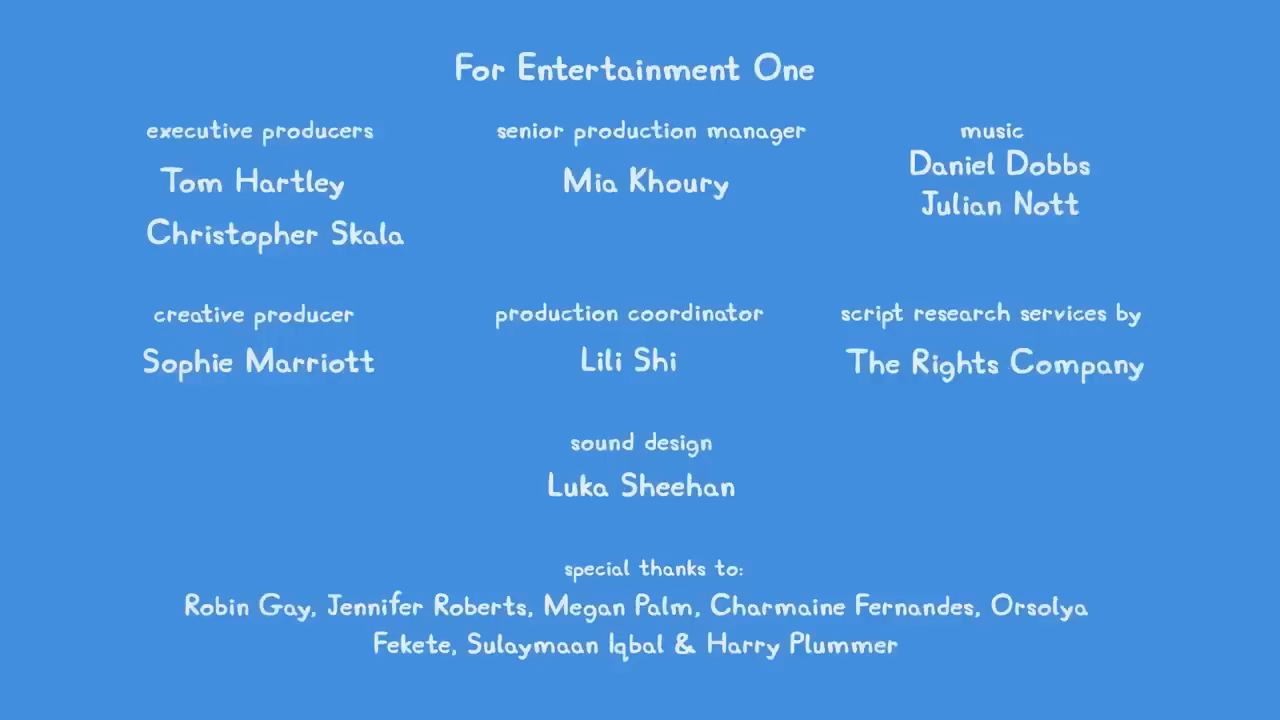 For Entertainment One
executive producers
Tom Hartley
Christopher Skala
senior production manager
Mia Khoury
music
Daniel Dobbs
Julian Nott
creative producer
Sophie Marriott
production coordinator
Lili Shi
script research services by
The Rights Company
sound design
Luka Sheehan
special thanks to:
Robin Gay, Jennifer Roberts, Megan Palm, Charmaine Fernandes, Orsolya
Fekete, Sulaymaan Iqbal & Harry Plummer